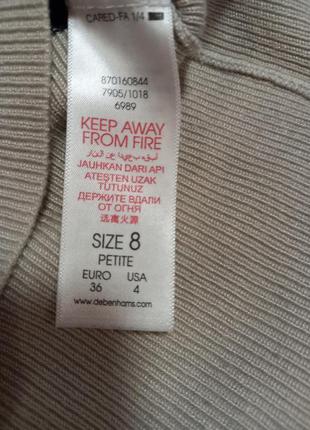 CARED-FA 1/4
870160844
7905/1018
6989
KEEP AWAY
FROM FIRE
JAUHKAN DARI API
ATEŞTEN UZAK
TUTUNUZ
ДЕРЖИТЕ ВДАЛИ
ОТ ОГНЯ
远离火源
SIZE 8
PETITE
EURO USA
36 4
www.debenhams.com